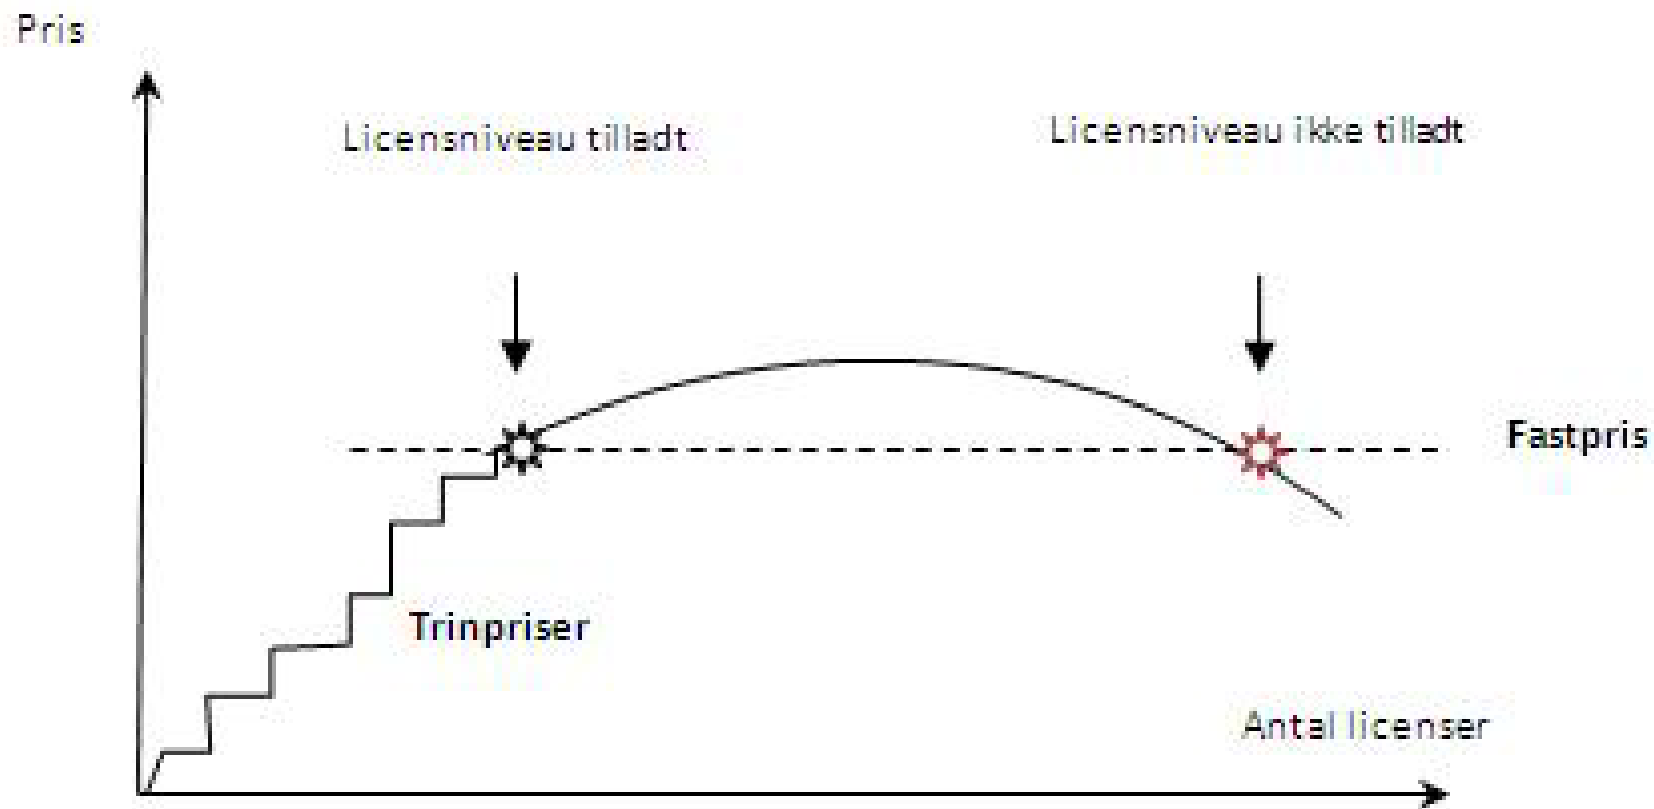 Pris
Licensniveau tilladt
Licensniveau ikke tilladt
Fastpris
Trinpriser
Antal licenser